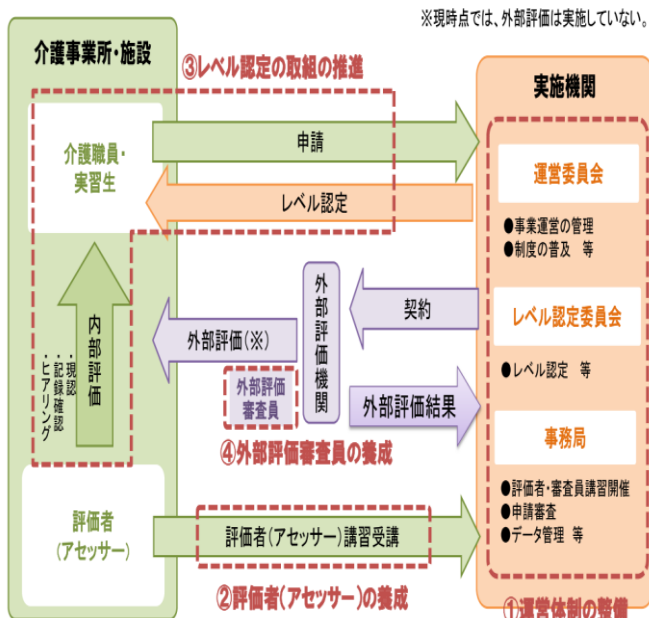 ※現時点では、外部評価は実施していない。
介護事業所・施設
③レベル認定の取組の推進
実施機関
介護職員・
実習生
申請
レベル認定
運営委員会
●事業運営の管理
●制度の普及 等
外部評価機関
契約
レベル認定委員会
●レベル認定 等
内部評価
・現認
・記録確認
・ヒアリング
外部評価(※)
外部評価
審査員
外部評価結果
④外部評価審査員の養成
事務局
●評価者・審査員講習開催
●申請審査
●データ管理 等
評価者
(アセッサー)
評価者(アセッサー)講習受講
②評価者(アセッサー)の養成
①運営体制の整備